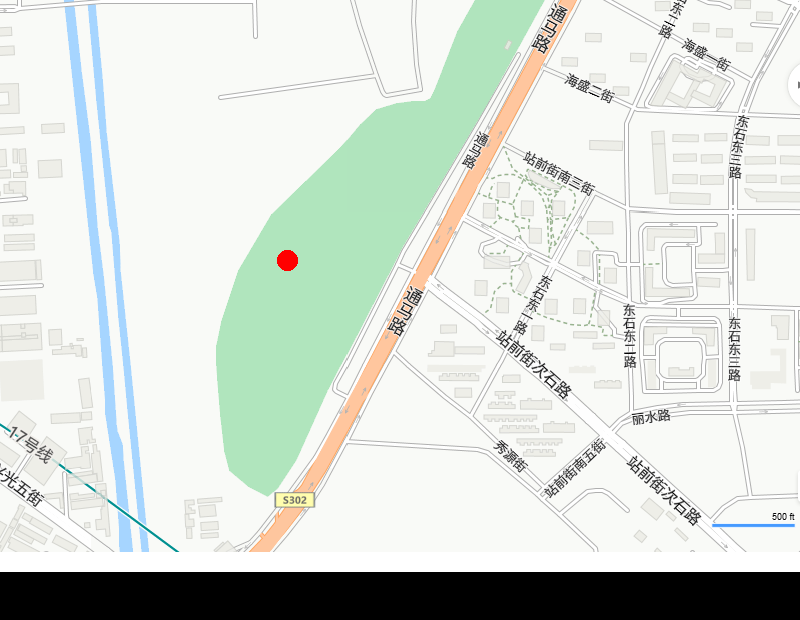 通马路
东二路
海盛一街
海盛二街
东石东三路
通马路
站前街南三街
通马路
东石东一路
东石东二路
东石东三路
站前街次石路
丽水路
17号线
光五街
秀源街
站前街南五街
站前街次石路
S302
500 ft